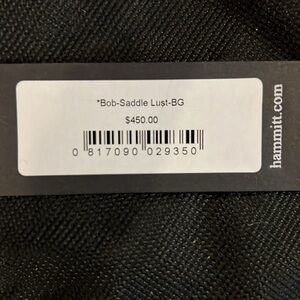 *Bob-Saddle Lust-BG
$450.00
0 817090 029350
hammitt.com